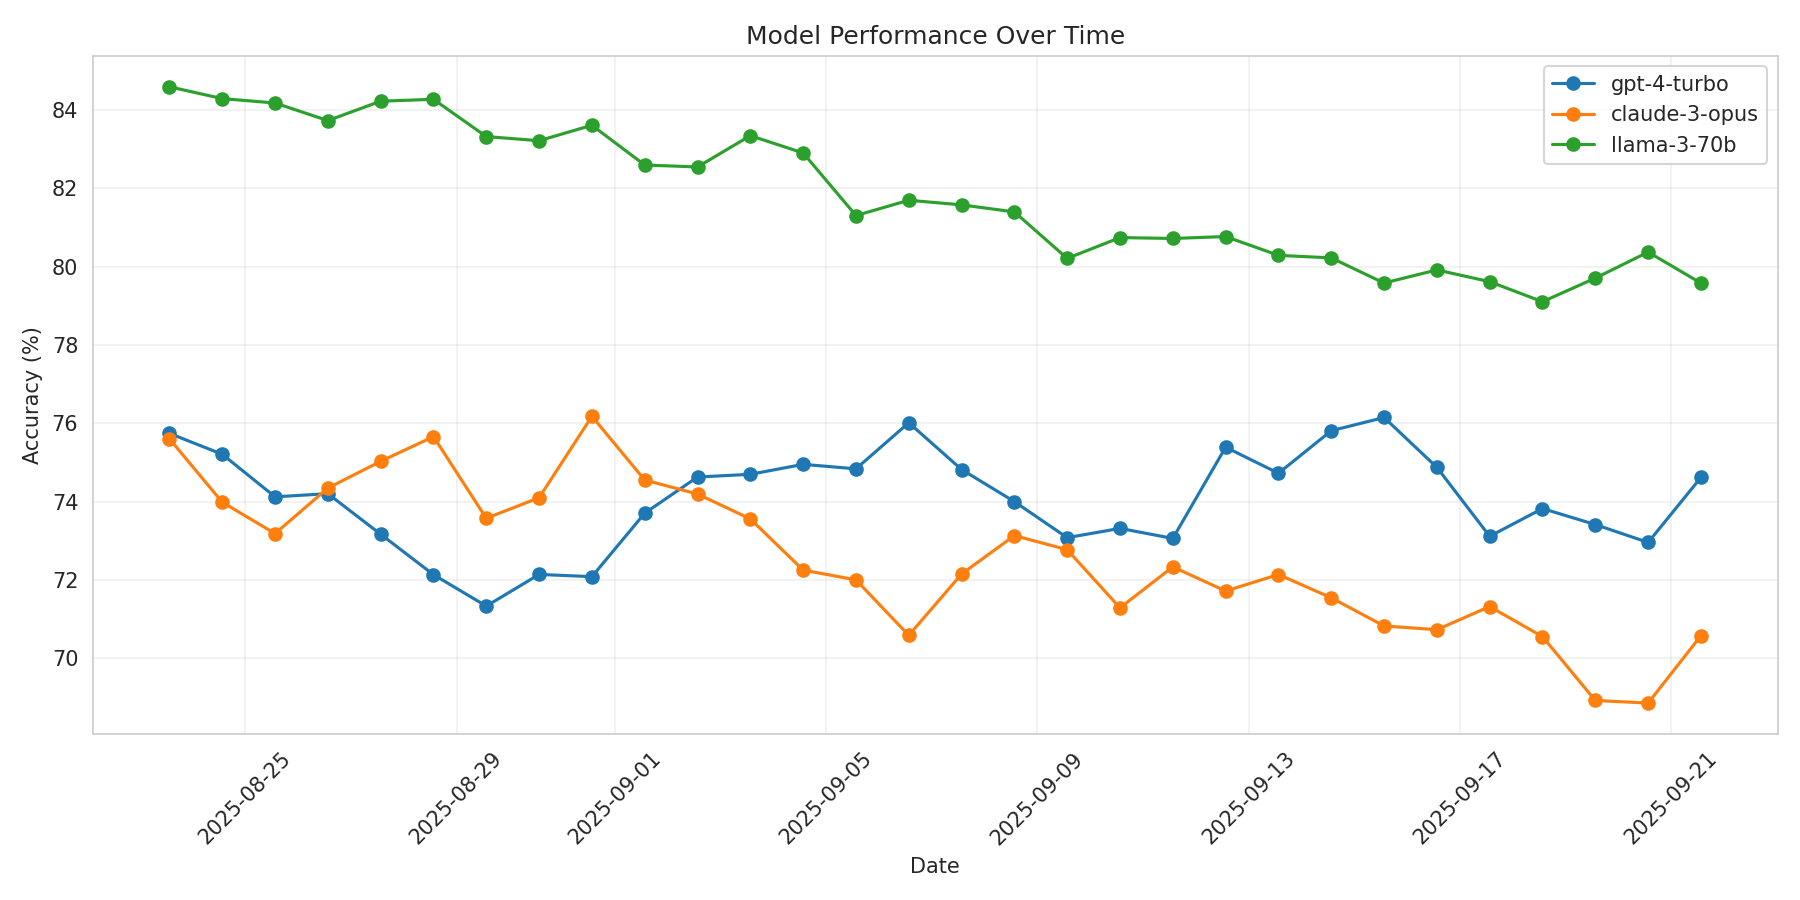 Model Performance Over Time
gpt-4-turbo
claude-3-opus
llama-3-70b
Accuracy (%)
84
82
80
78
76
74
72
70
2025-08-25
2025-08-29
2025-09-01
2025-09-05
2025-09-09
2025-09-13
2025-09-17
2025-09-21
Date